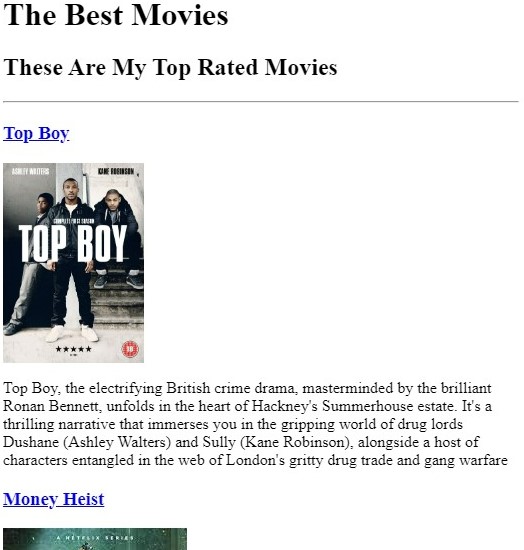 The Best Movies
These Are My Top Rated Movies
Top Boy
ASHLEY WALTERS KANE ROBINSON
COMPLETE FIRST SEASON
TOP BOY
18
Top Boy, the electrifying British crime drama, masterminded by the brilliant
Ronan Bennett, unfolds in the heart of Hackney's Summerhouse estate. It's a
thrilling narrative that immerses you in the gripping world of drug lords
Dushane (Ashley Walters) and Sully (Kane Robinson), alongside a host of
characters entangled in the web of London's gritty drug trade and gang warfare
Money Heist
A NETFLIX SERIES